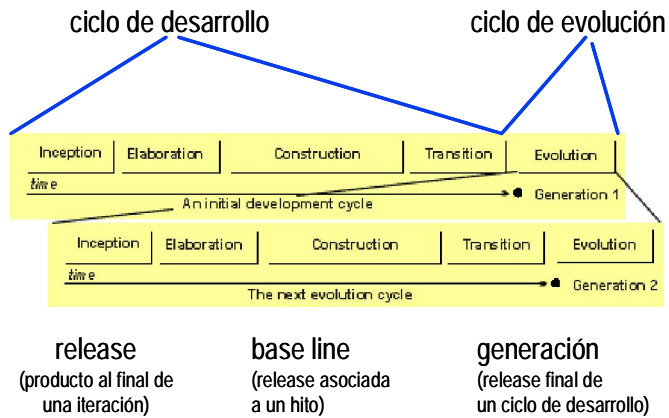 ciclo de desarrollo ciclo de evolución
Inception Elaboration Construction Transition Evolution
time
An initial development cycle
Generation 1
Inception Elaboration Construction Transition Evolution
time
The next evolution cycle
Generation 2
release base line generación
(producto al final de (release asociada (release final de
una iteración) a un hito) un ciclo de desarrollo)